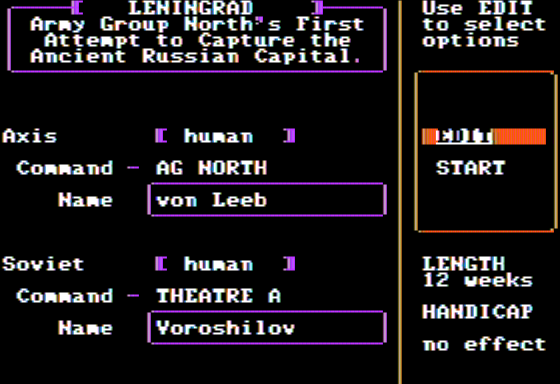 LENINGRAD
Army Group North's First
Attempt to Capture the
Ancient Russian Capital.
Axis [ human ]
Command - AG NORTH
Name von Leeb
Soviet [ human ]
Command - THEATRE A
Name Voroshilov
Use EDIT
to select
options
EDIT
START
LENGTH
12 weeks
HANDICAP
no effect